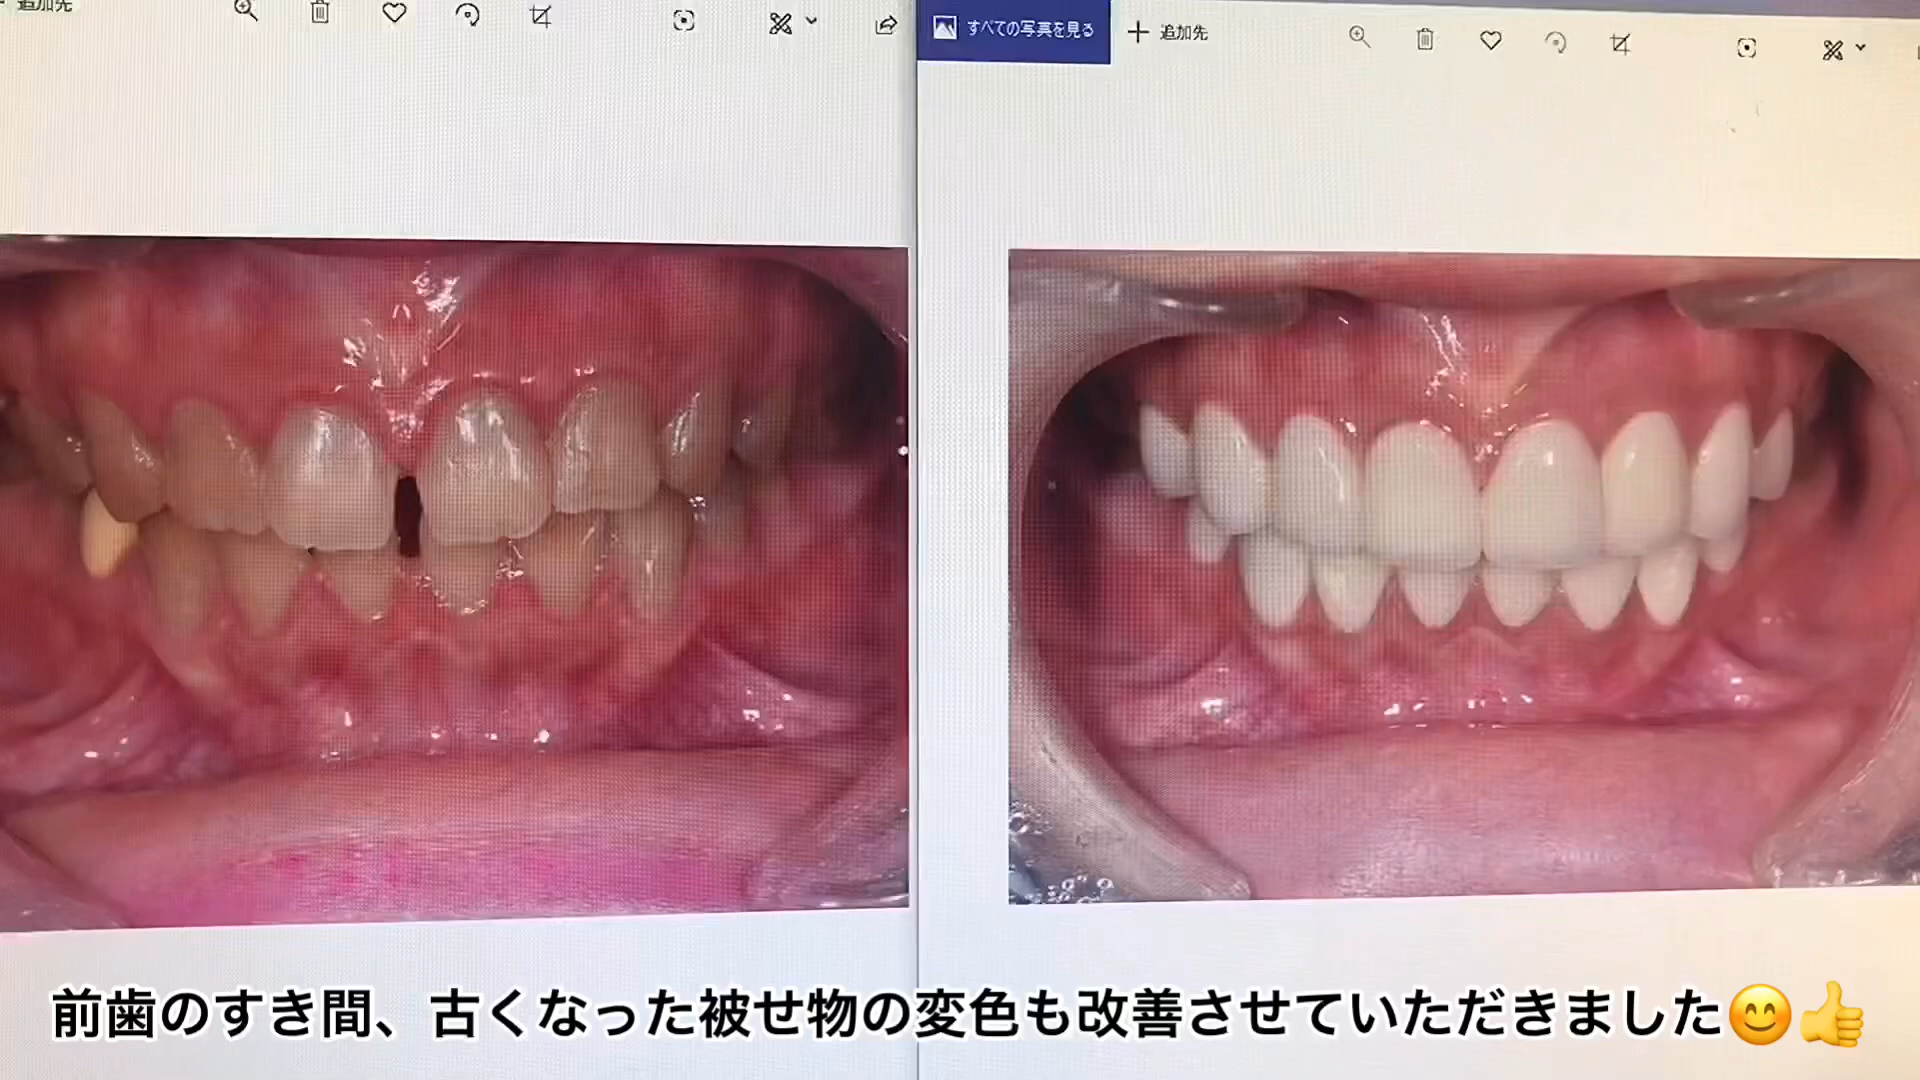 追加先
すべての写真を見る
追加先
前歯のすき間、古くなった被せ物の変色も改善させていただきました😊👍